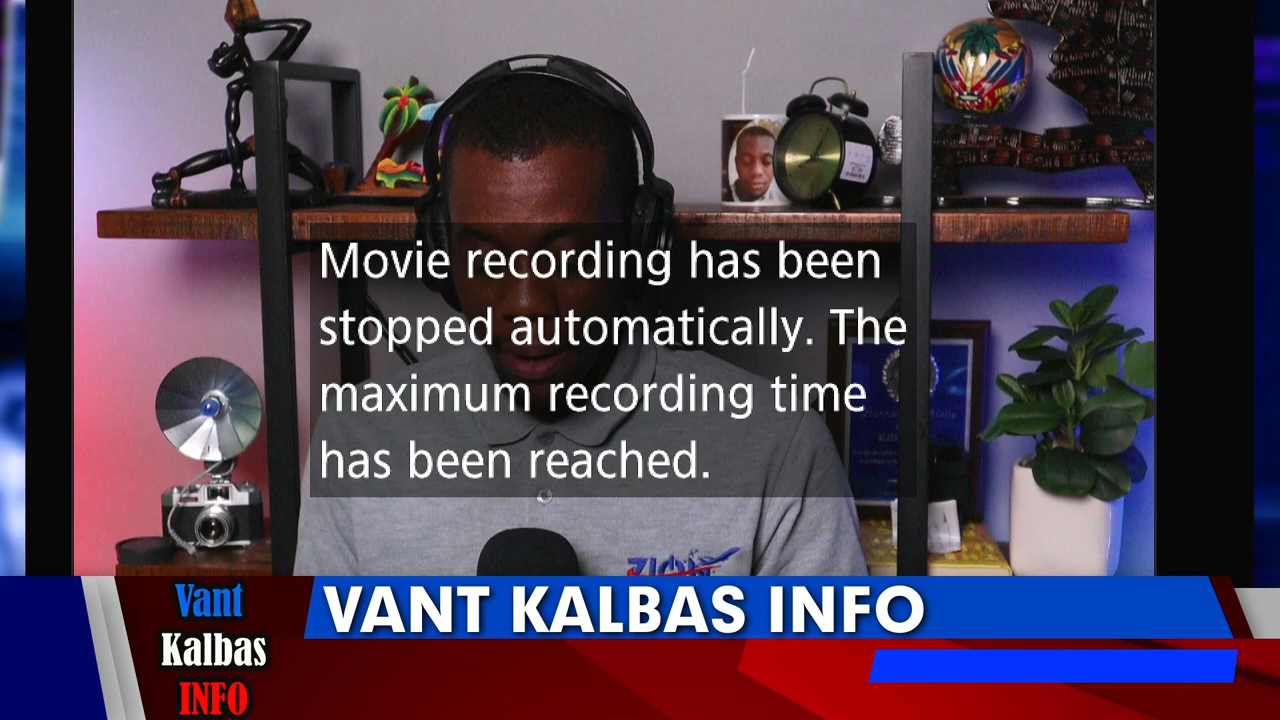 Movie recording has been
stopped automatically. The
maximum recording time
has been reached.
VANT KALBAS INFO
Vant
Kalbas
INFO